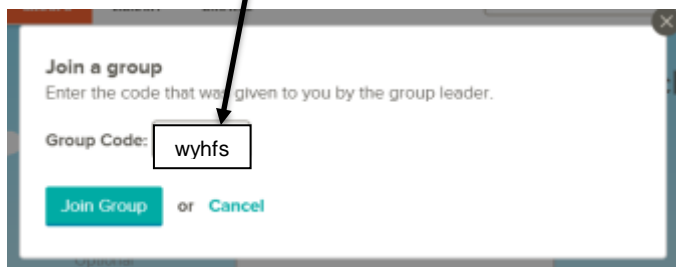 Join a group
Enter the code that was given to you by the group leader.
Group Code: wyhfs
Join Group or Cancel
Optional